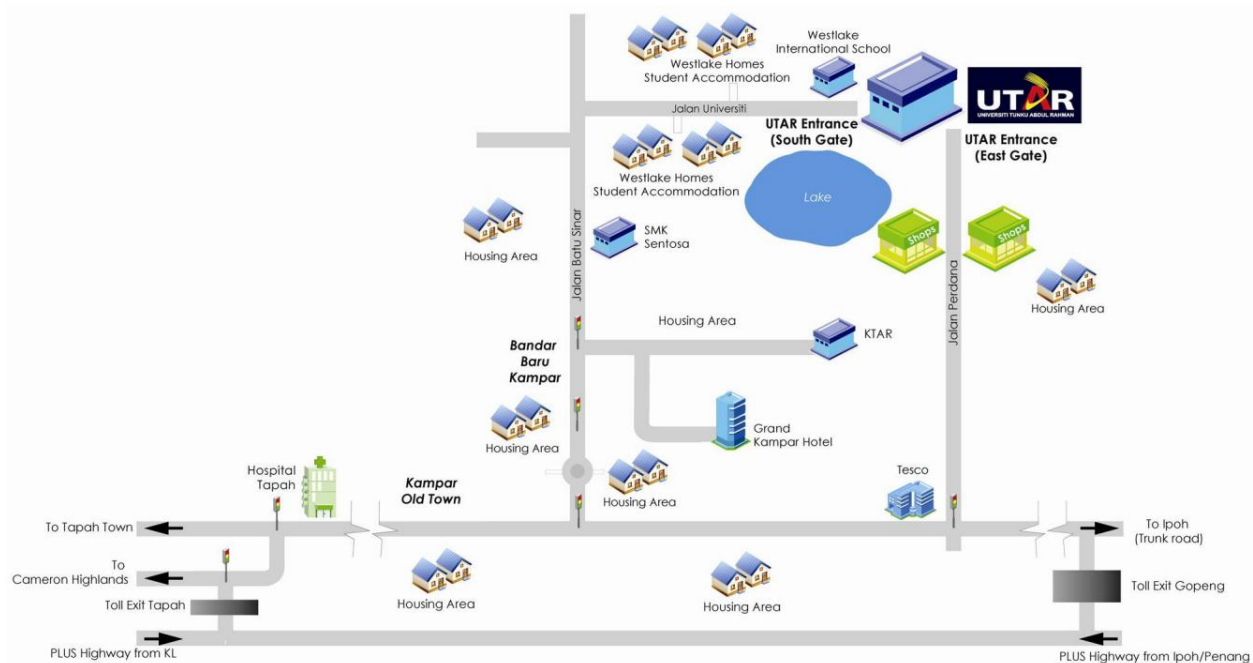 Westlake
International School
Westlake Homes
Student Accommodation
UTAR
UNIVERSITI TUNKU ABDUL RAHMAN
Jalan Universiti
UTAR Entrance
(South Gate)
UTAR Entrance
(East Gate)
Westlake Homes
Student Accommodation
Lake
Housing Area
Jalan Batu Sinar
SMK
Sentosa
Shops
Shops
Jalan Perdana
Housing Area
Housing Area
KTAR
Bandar
Baru
Kampar
Housing Area
Grand
Kampar Hotel
Hospital
Tapah
Kampar
Old Town
Housing Area
Tesco
To Tapah Town
To Ipoh
(Trunk road)
To
Cameron Highlands
Housing Area
Housing Area
Toll Exit Tapah
Toll Exit Gopeng
PLUS Highway from KL
PLUS Highway from Ipoh/Penang